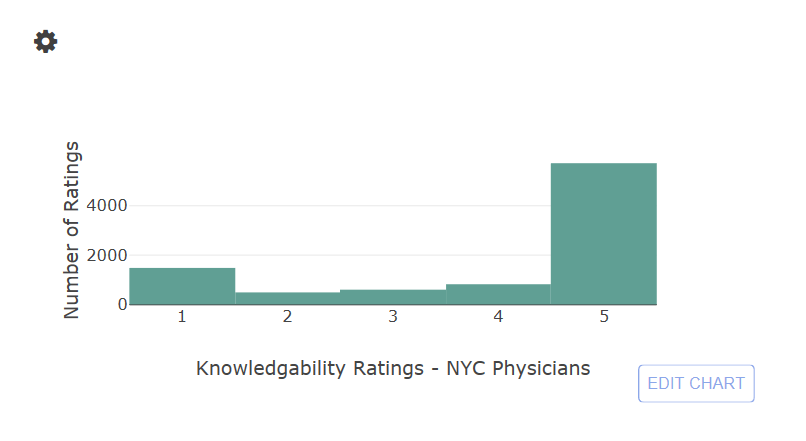 Number of Ratings
4000
2000
0
1 2 3 4 5
Knowledgability Ratings - NYC Physicians
EDIT CHART